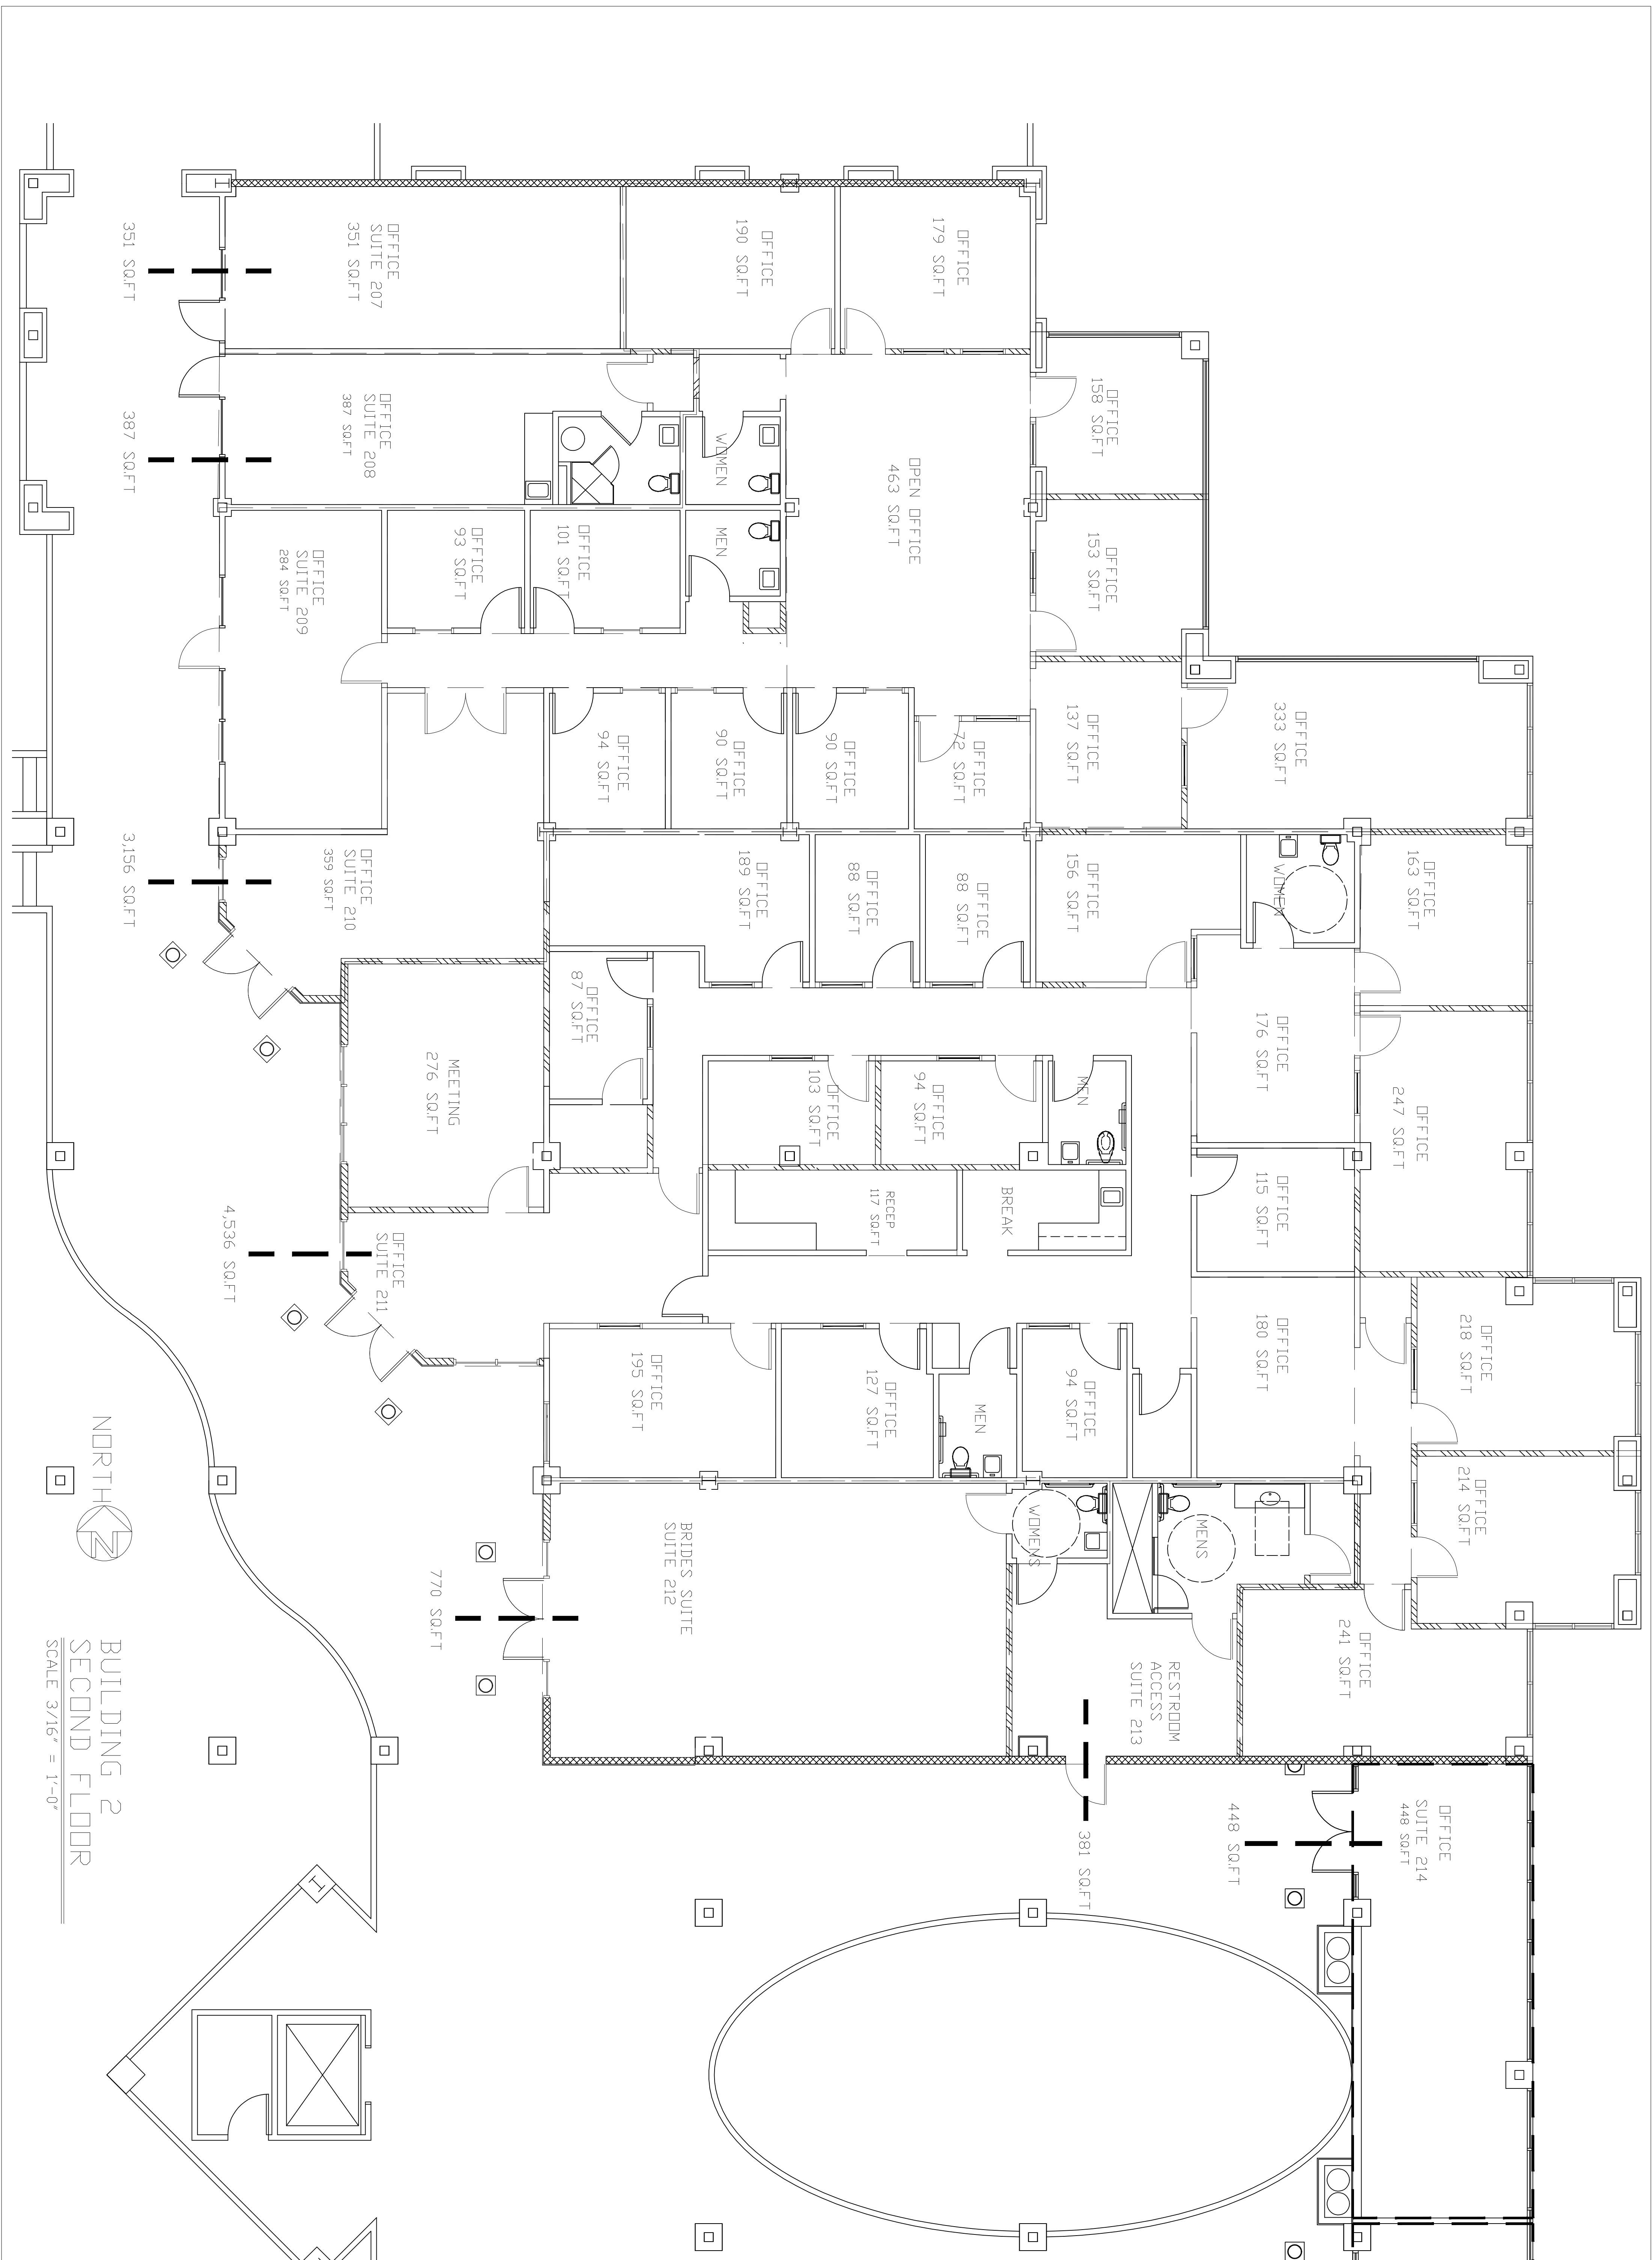 OFFICE
179 SQ.FT
OFFICE
190 SQ.FT
OFFICE
SUITE 207
351 SQ.FT
351 SQ.FT
OFFICE
158 SQ.FT
OFFICE
153 SQ.FT
OPEN OFFICE
463 SQ.FT
WOMEN
MEN
OFFICE
SUITE 208
387 SQ.FT
387 SQ.FT
OFFICE
101 SQ.FT
OFFICE
93 SQ.FT
OFFICE
SUITE 209
284 SQ.FT
OFFICE
333 SQ.FT
OFFICE
137 SQ.FT
OFFICE
72 SQ.FT
OFFICE
90 SQ.FT
OFFICE
90 SQ.FT
OFFICE
94 SQ.FT
OFFICE
163 SQ.FT
WOMEN
OFFICE
156 SQ.FT
OFFICE
88 SQ.FT
OFFICE
88 SQ.FT
OFFICE
189 SQ.FT
OFFICE
SUITE 210
359 SQ.FT
3,156 SQ.FT
OFFICE
87 SQ.FT
MEETING
276 SQ.FT
OFFICE
176 SQ.FT
OFFICE
247 SQ.FT
MEN
OFFICE
94 SQ.FT
OFFICE
103 SQ.FT
OFFICE
115 SQ.FT
BREAK
RECEP
117 SQ.FT
OFFICE
SUITE 211
4,536 SQ.FT
OFFICE
218 SQ.FT
OFFICE
180 SQ.FT
OFFICE
94 SQ.FT
MEN
OFFICE
127 SQ.FT
OFFICE
195 SQ.FT
OFFICE
214 SQ.FT
MENS
WOMENS
BRIDES SUITE
SUITE 212
770 SQ.FT
OFFICE
241 SQ.FT
RESTROOM
ACCESS
SUITE 213
381 SQ.FT
OFFICE
SUITE 214
448 SQ.FT
448 SQ.FT
NORTH
N
BUILDING 2
SECOND FLOOR
SCALE 3/16" = 1'-0"